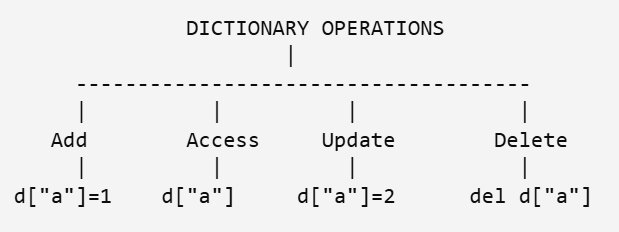 DICTIONARY OPERATIONS
|
-------------------------------------
| | | |
Add Access Update Delete
| | | |
d["a"]=1 d["a"] d["a"]=2 del d["a"]